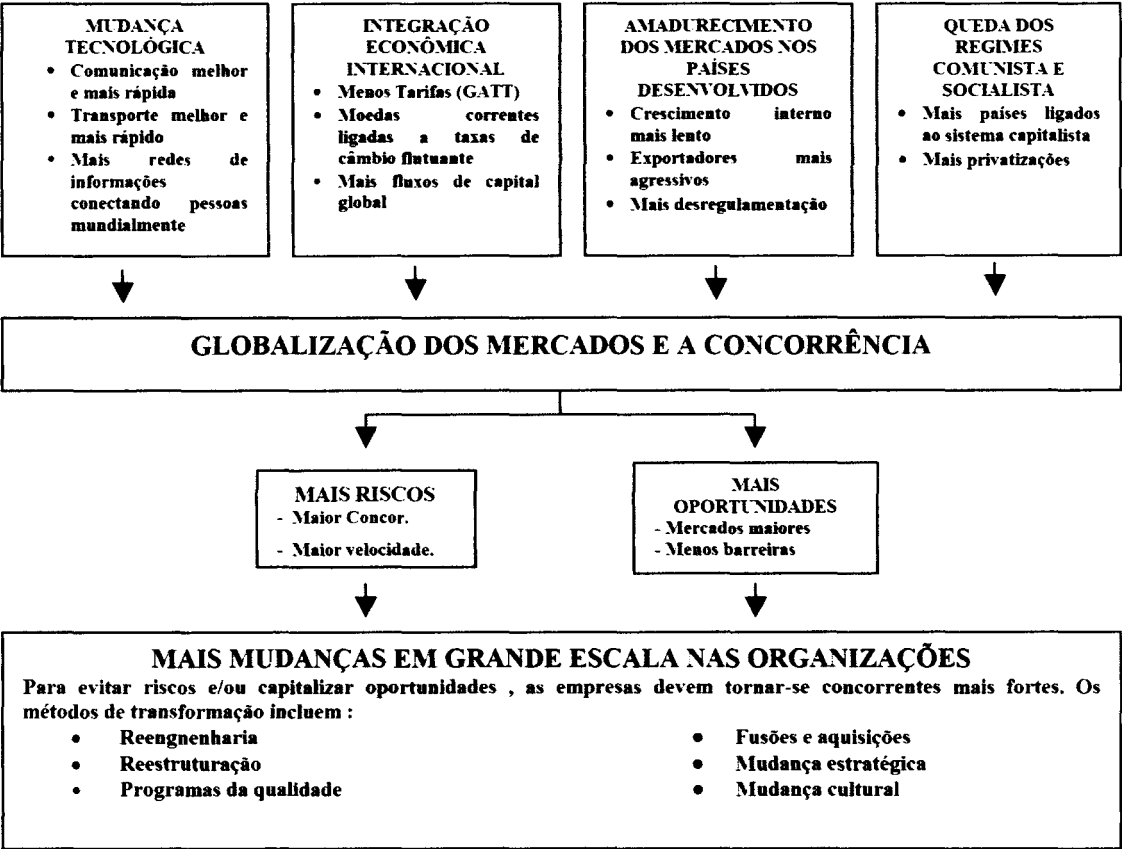 MUDANÇA
TECNOLÓGICA
• Comunicação melhor
e mais rápida
• Transporte melhor e
mais rápido
• Mais redes de
informações
conectando pessoas
mundialmente
INTEGRAÇÃO
ECONÔMICA
INTERNACIONAL
• Menos Tarifas (GATT)
• Moedas correntes
ligadas a taxas de
câmbio flutuante
• Mais fluxos de capital
global
AMADURECIMENTO
DOS MERCADOS NOS
PAÍSES
DESENVOLVIDOS
• Crescimento interno
mais lento
• Exportadores mais
agressivos
• Mais desregulamentação
QUEDA DOS
REGIMES
COMUNISTA E
SOCIALISTA
• Mais países ligados
ao sistema capitalista
• Mais privatizações
GLOBALIZAÇÃO DOS MERCADOS E A CONCORRÊNCIA
MAIS RISCOS
- Maior Concor.
- Maior velocidade.
MAIS
OPORTUNIDADES
- Mercados maiores
- Menos barreiras
MAIS MUDANÇAS EM GRANDE ESCALA NAS ORGANIZAÇÕES
Para evitar riscos e/ou capitalizar oportunidades , as empresas devem tornar-se concorrentes mais fortes. Os
métodos de transformação incluem :
• Reengnenharia
• Reestruturação
• Programas da qualidade
• Fusões e aquisições
• Mudança estratégica
• Mudança cultural